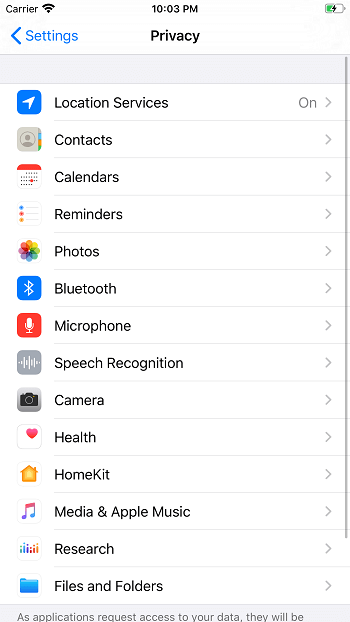 Carrier 10:03 PM
Settings Privacy
Location Services On
Contacts
Calendars
Reminders
Photos
Bluetooth
Microphone
Speech Recognition
Camera
Health
HomeKit
Media & Apple Music
Research
Files and Folders
As applications request access to your data, they will be